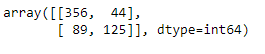 array([[356,  44],
       [ 89, 125]], dtype=int64)